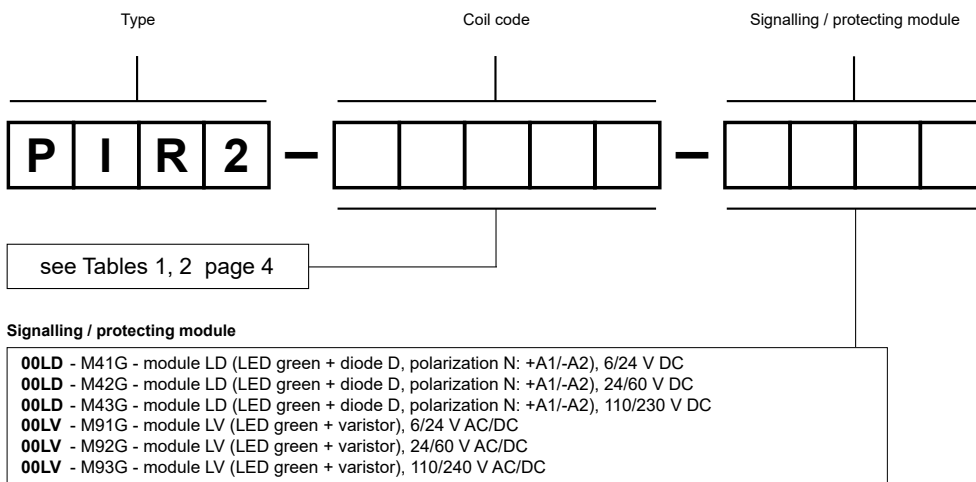 Type Coil code Signalling / protecting module
PIR2 – –
see Tables 1, 2 page 4
Signalling / protecting module
00LD - M41G - module LD (LED green + diode D, polarization N: +A1/-A2), 6/24 V DC
00LD - M42G - module LD (LED green + diode D, polarization N: +A1/-A2), 24/60 V DC
00LD - M43G - module LD (LED green + diode D, polarization N: +A1/-A2), 110/230 V DC
00LV - M91G - module LV (LED green + varistor), 6/24 V AC/DC
00LV - M92G - module LV (LED green + varistor), 24/60 V AC/DC
00LV - M93G - module LV (LED green + varistor), 110/240 V AC/DC